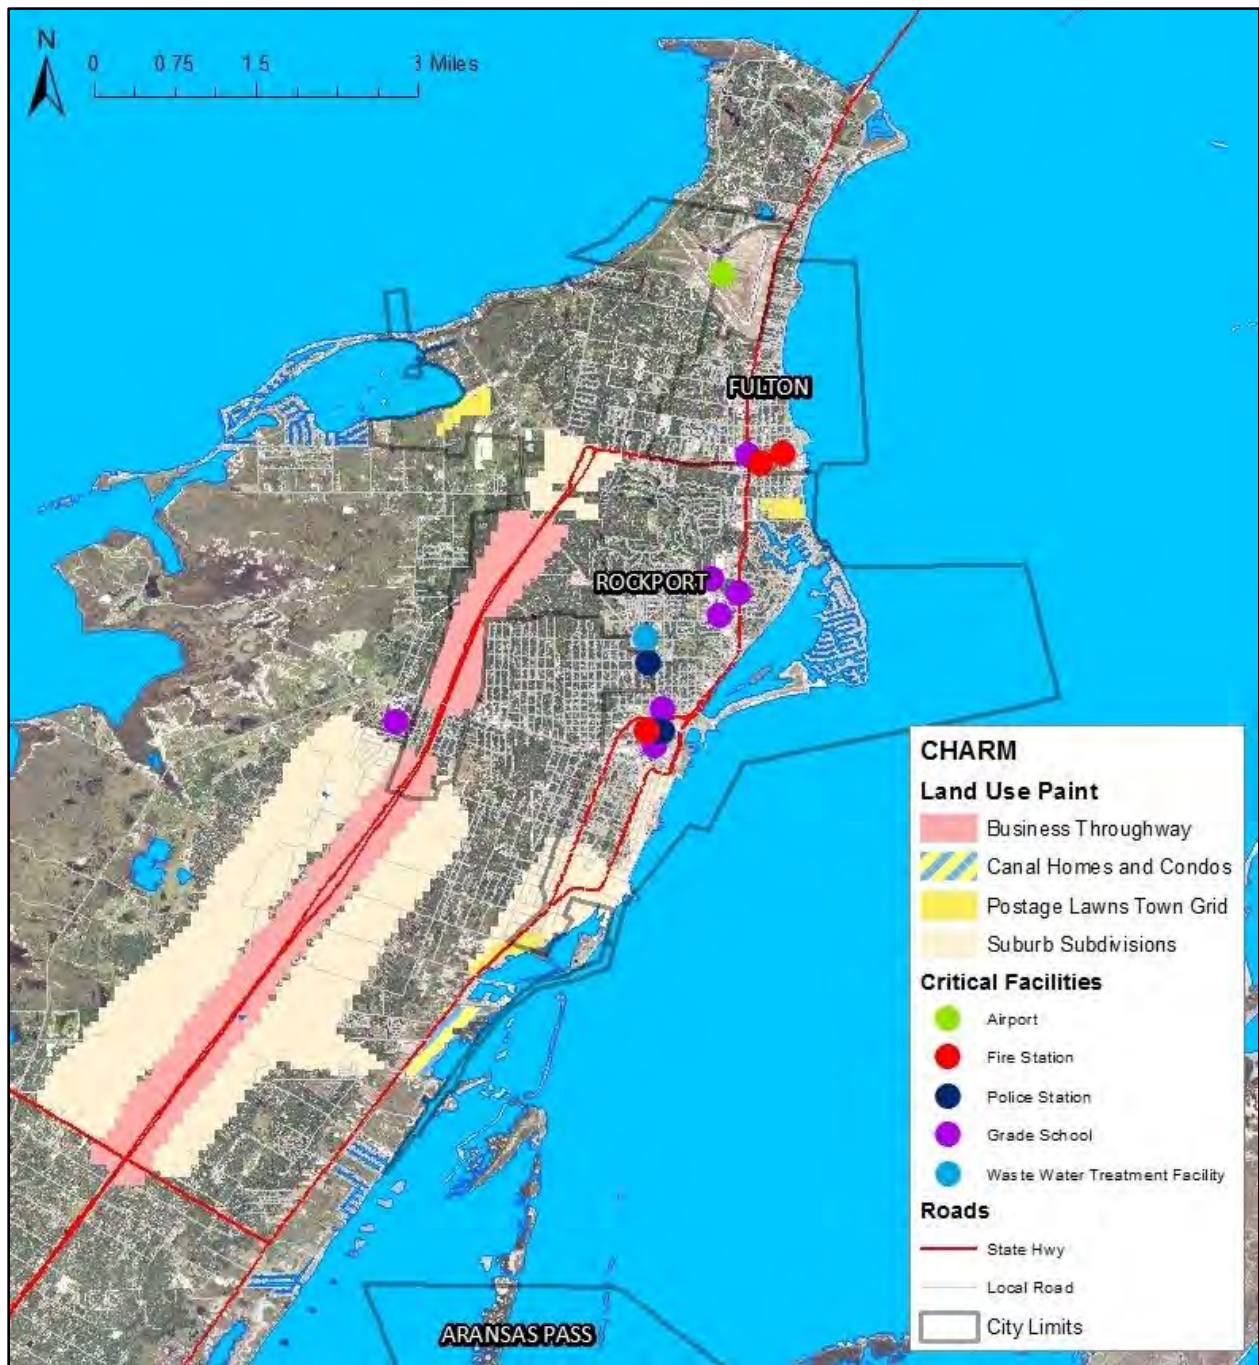 N
0 0.75 1.5 3 Miles
FULTON
ROCKPORT
ARANSAS PASS
CHARM
Land Use Paint
Business Throughway
Canal Homes and Condos
Postage Lawns Town Grid
Suburb Subdivisions
Critical Facilities
Airport
Fire Station
Police Station
Grade School
Waste Water Treatment Facility
Roads
State Hwy
Local Road
City Limits